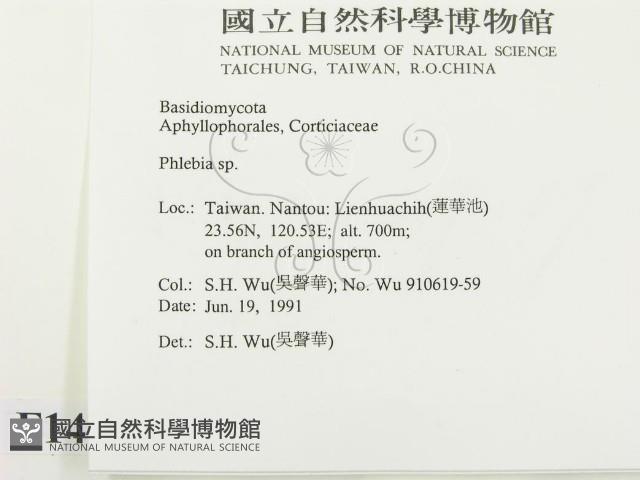 國立自然科學博物館
NATIONAL MUSEUM OF NATURAL SCIENCE
TAICHUNG, TAIWAN, R.O.CHINA
Basidiomycota
Aphyllophorales, Corticiaceae
Phlebia sp.
Loc.: Taiwan. Nantou: Lienhuachih(蓮華池)
23.56N, 120.53E; alt. 700m;
on branch of angiosperm.
Col.: S.H. Wu(吳聲華); No. Wu 910619-59
Date: Jun. 19, 1991
Det.: S.H. Wu(吳聲華)
國立自然科學博物館
NATIONAL MUSEUM OF NATURAL SCIENCE